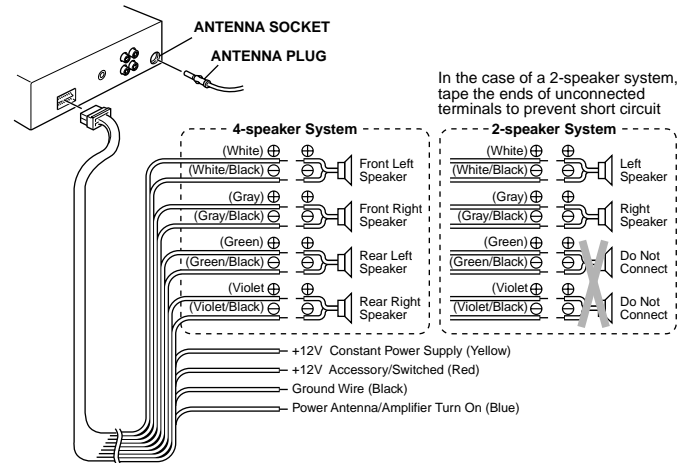 ANTENNA SOCKET
ANTENNA PLUG
In the case of a 2-speaker system,
tape the ends of unconnected
terminals to prevent short circuit
4-speaker System
(White) ⊕ ⊕
(White/Black) ⊖ ⊖
Front Left
Speaker
(Gray) ⊕ ⊕
(Gray/Black) ⊖ ⊖
Front Right
Speaker
(Green) ⊕ ⊕
(Green/Black) ⊖ ⊖
Rear Left
Speaker
(Violet ⊕ ⊕
(Violet/Black) ⊖ ⊖
Rear Right
Speaker
2-speaker System
(White) ⊕ ⊕
(White/Black) ⊖ ⊖
Left
Speaker
(Gray) ⊕ ⊕
(Gray/Black) ⊖ ⊖
Right
Speaker
(Green) ⊕ ⊕
(Green/Black) ⊖ ⊖
Do Not
Connect
(Violet ⊕ ⊕
(Violet/Black) ⊖ ⊖
Do Not
Connect
+12V Constant Power Supply (Yellow)
+12V Accessory/Switched (Red)
Ground Wire (Black)
Power Antenna/Amplifier Turn On (Blue)